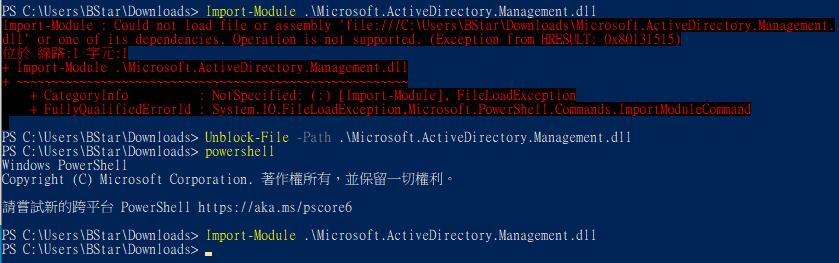 PS C:\Users\BStar\Downloads> Import-Module .\Microsoft.ActiveDirectory.Management.dll
Import-Module : Could not load file or assembly 'file:///C:\Users\BStar\Downloads\Microsoft.ActiveDirectory.Management.
dll' or one of its dependencies. Operation is not supported. (Exception from HRESULT: 0x80131515)
位於 線路:1 字元:1
+ Import-Module .\Microsoft.ActiveDirectory.Management.dll
+ ~~~~~~~~~~~~~~~~~~~~~~~~~~~~~~~~~~~~~~~~~~~~~~~~~~~~~~~~
+ CategoryInfo : NotSpecified: (:) [Import-Module], FileLoadException
+ FullyQualifiedErrorId : System.IO.FileLoadException,Microsoft.PowerShell.Commands.ImportModuleCommand
PS C:\Users\BStar\Downloads> Unblock-File -Path .\Microsoft.ActiveDirectory.Management.dll
PS C:\Users\BStar\Downloads> powershell
Windows PowerShell
Copyright (C) Microsoft Corporation. 著作權所有，並保留一切權利。
請嘗試新的跨平台 PowerShell https://aka.ms/pscore6
PS C:\Users\BStar\Downloads> Import-Module .\Microsoft.ActiveDirectory.Management.dll
PS C:\Users\BStar\Downloads>